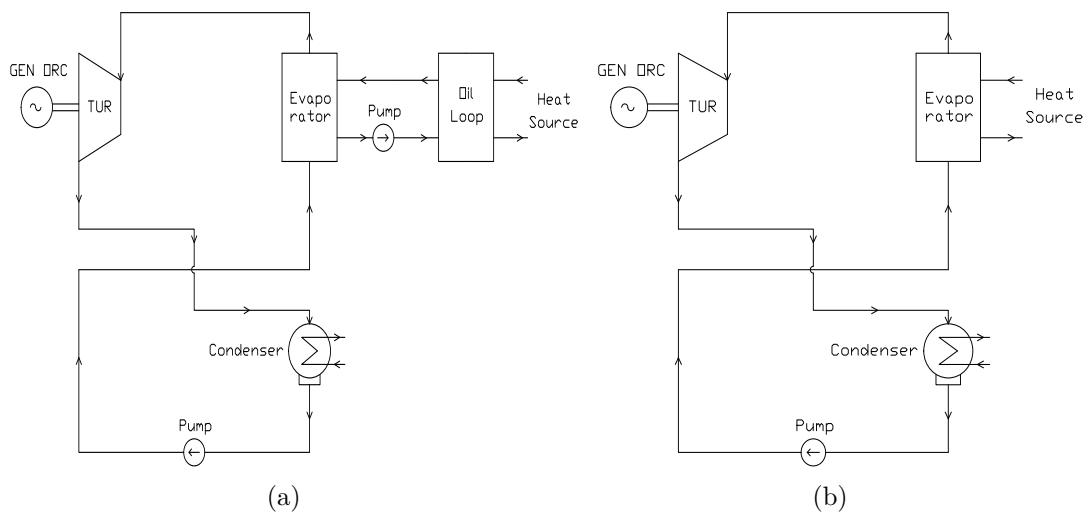 GEN ORC
TUR
Evapo
rator
Pump
Oil
Loop
Heat
Source
Condenser
Pump
(a)
GEN ORC
TUR
Evapo
rator
Heat
Source
Condenser
Pump
(b)